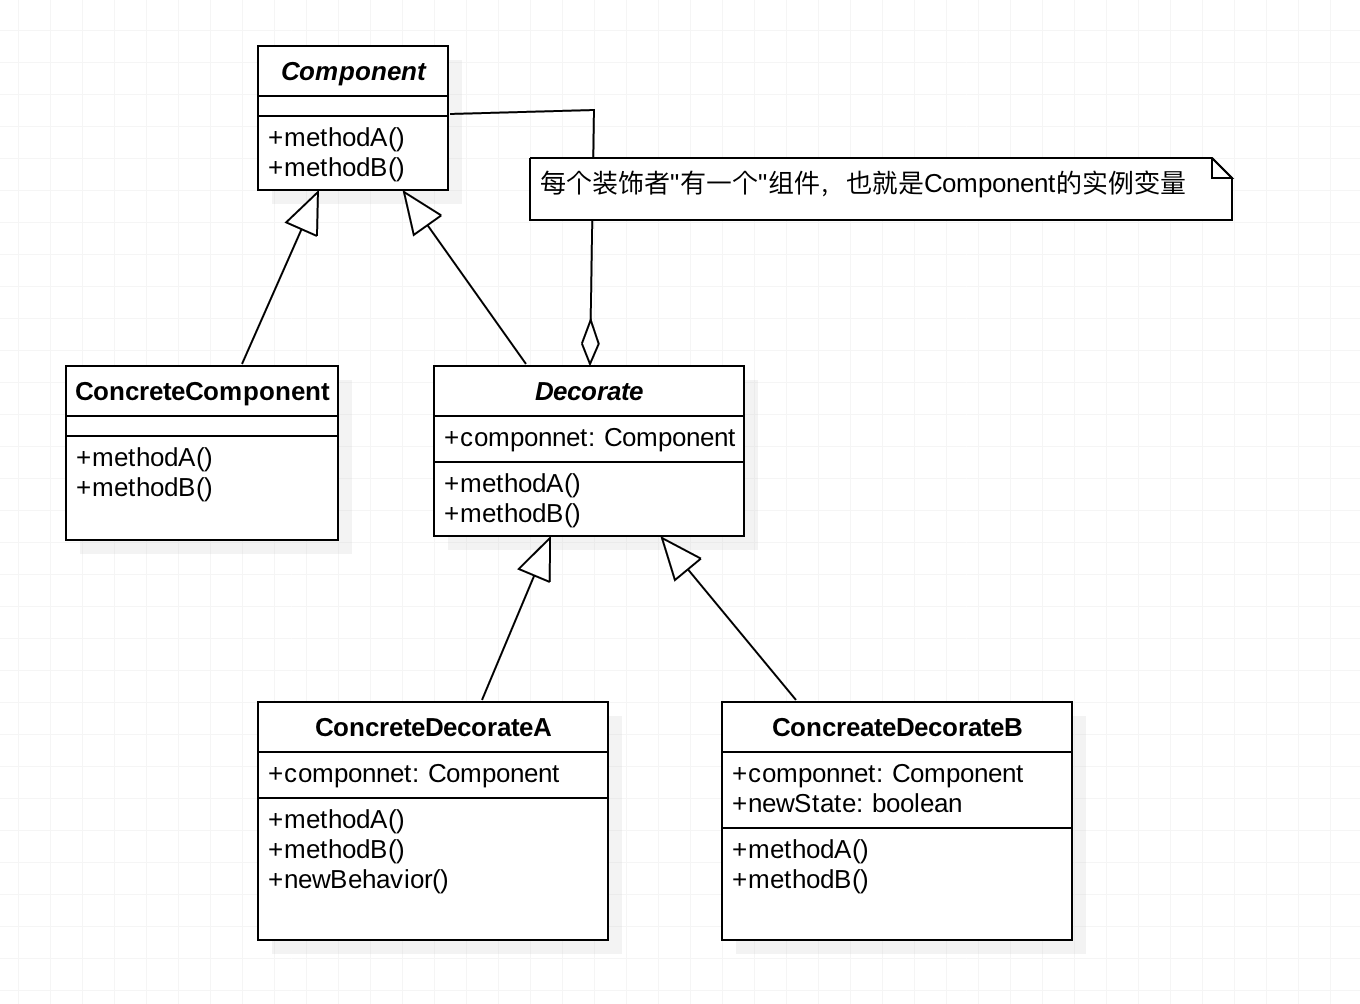 Component
+methodA()
+methodB()
每个装饰者"有一个"组件，也就是Component的实例变量
ConcreteComponent
+methodA()
+methodB()
Decorate
+componnet: Component
+methodA()
+methodB()
ConcreteDecorateA
+componnet: Component
+methodA()
+methodB()
+newBehavior()
ConcreateDecorateB
+componnet: Component
+newState: boolean
+methodA()
+methodB()